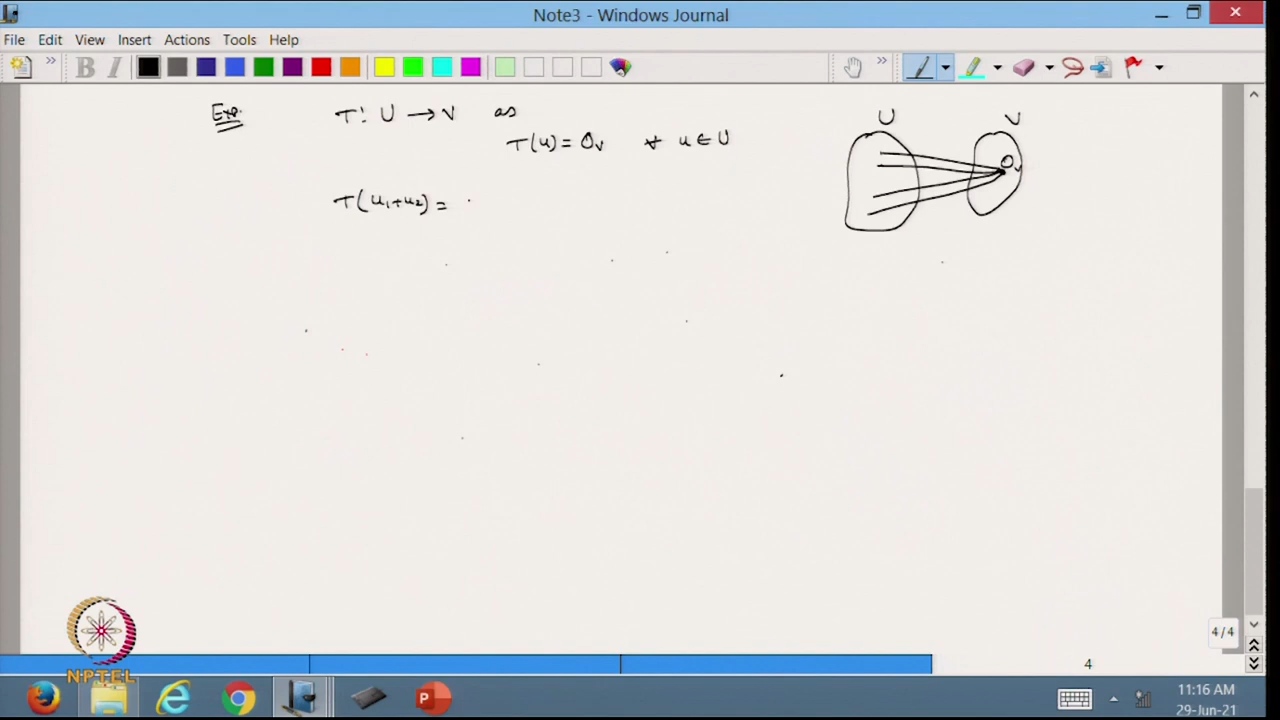 Note3 - Windows Journal
File Edit View Insert Actions Tools Help
Exp. T: U → V as
T(u) = 0v ∀ u ∈ U
T(u₁+u₂) =
U V
0v
4 / 4
4
NPTEL
11:16 AM
29-Jun-21